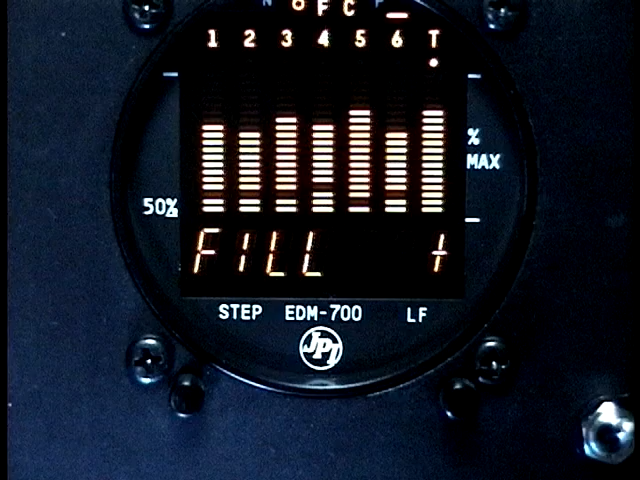 °F C
1 2 3 4 5 6 T
%
MAX
50%
FILL
STEP EDM-700 LF
JPI